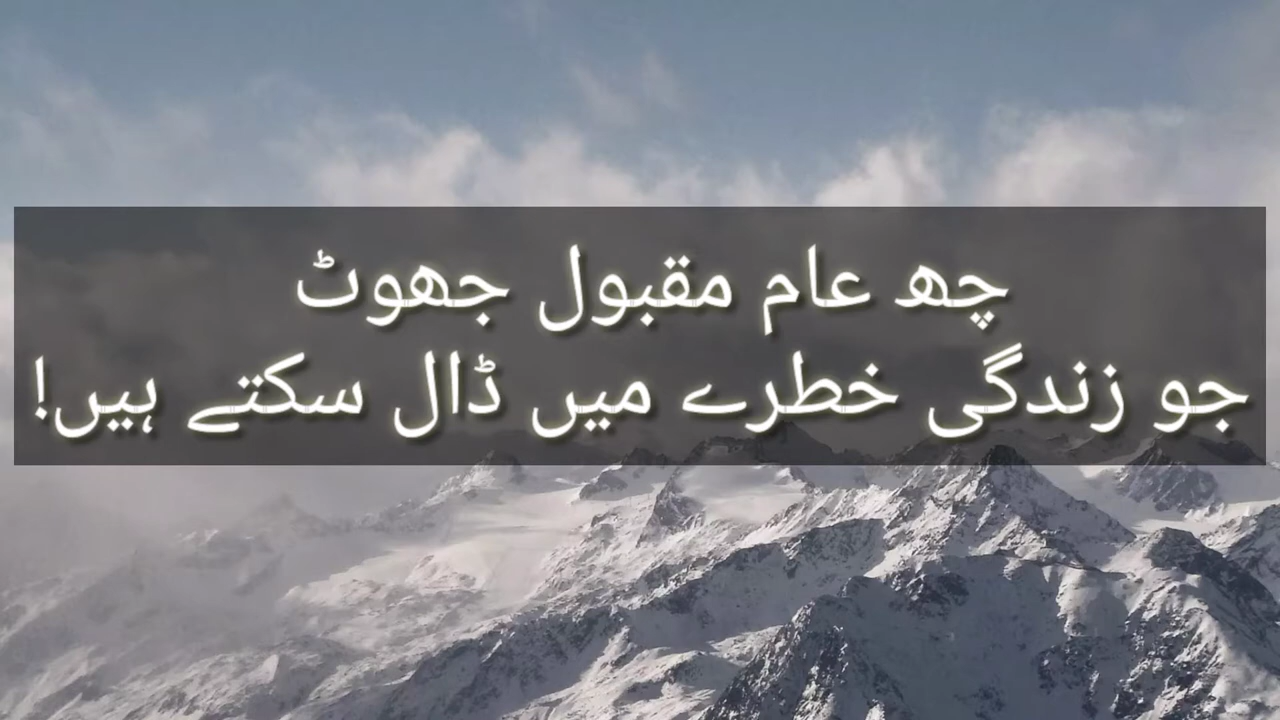 چھ عام مقبول جھوٹ
جو زندگی خطرے میں ڈال سکتے ہیں!